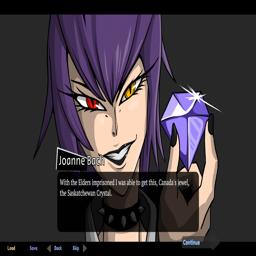 Joanne Back
With the Elders imprisoned I was able to get this, Canada's jewel,
the Saskatchewan Crystal.
Load Save Back Skip Continue